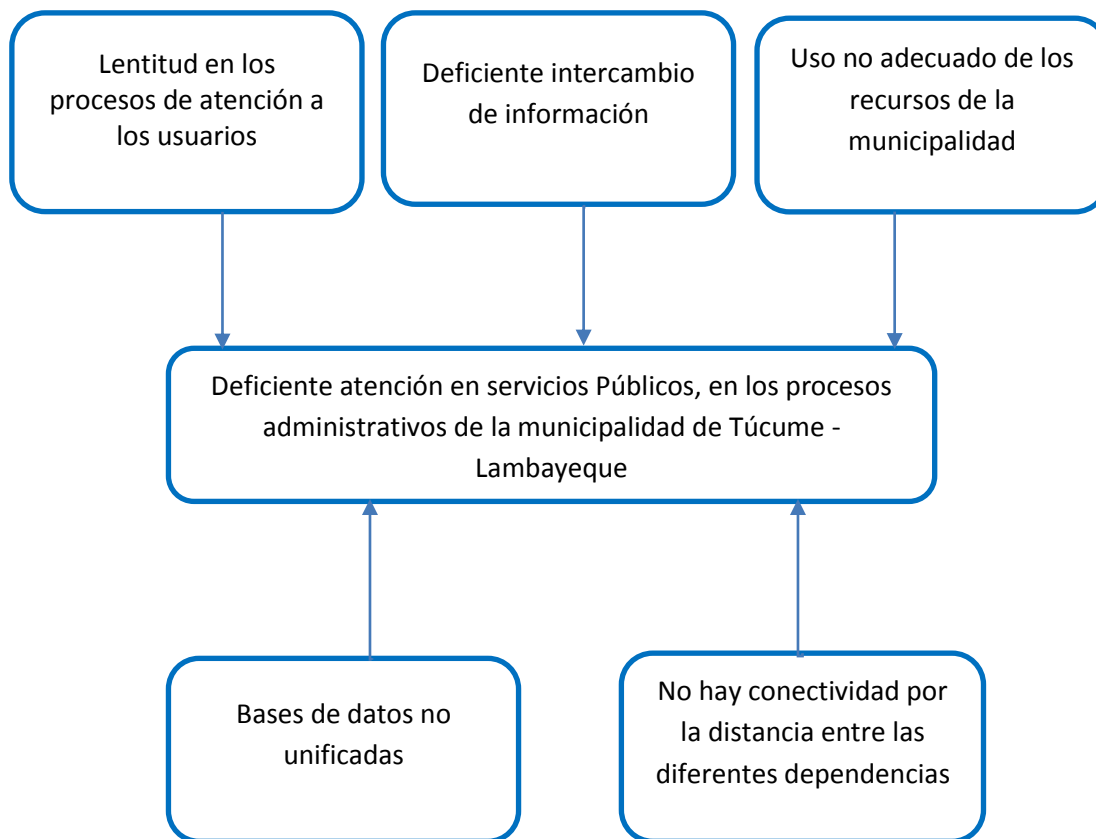 Lentitud en los
procesos de atención a
los usuarios
Deficiente intercambio
de información
Uso no adecuado de los
recursos de la
municipalidad
Deficiente atención en servicios Públicos, en los procesos
administrativos de la municipalidad de Túcume -
Lambayeque
Bases de datos no
unificadas
No hay conectividad por
la distancia entre las
diferentes dependencias